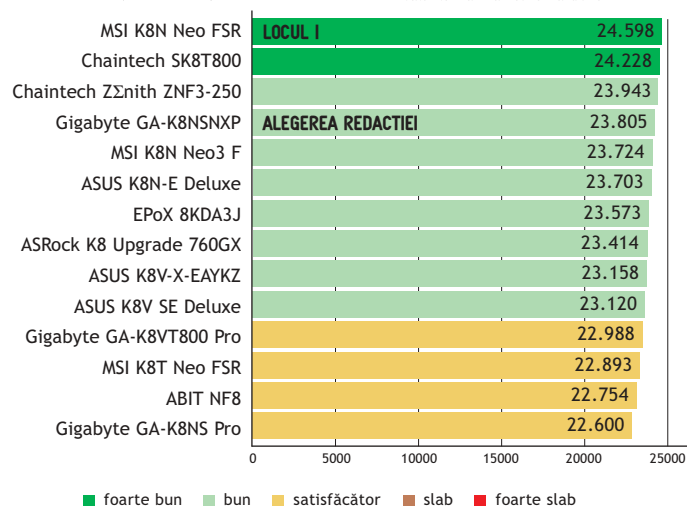 MSI K8N Neo FSR LOCUL I 24.598
Chaintech SK8T800 24.228
Chaintech ZΣnith ZNF3-250 23.943
Gigabyte GA-K8NSNXP ALEGEREA REDACTIEI 23.805
MSI K8N Neo3 F 23.724
ASUS K8N-E Deluxe 23.703
EPoX 8KDA3J 23.573
ASRock K8 Upgrade 760GX 23.414
ASUS K8V-X-EAYKZ 23.158
ASUS K8V SE Deluxe 23.120
Gigabyte GA-K8VT800 Pro 22.988
MSI K8T Neo FSR 22.893
ABIT NF8 22.754
Gigabyte GA-K8NS Pro 22.600
0 5000 10000 15000 20000 25000
foarte bun bun satisfăcător slab foarte slab